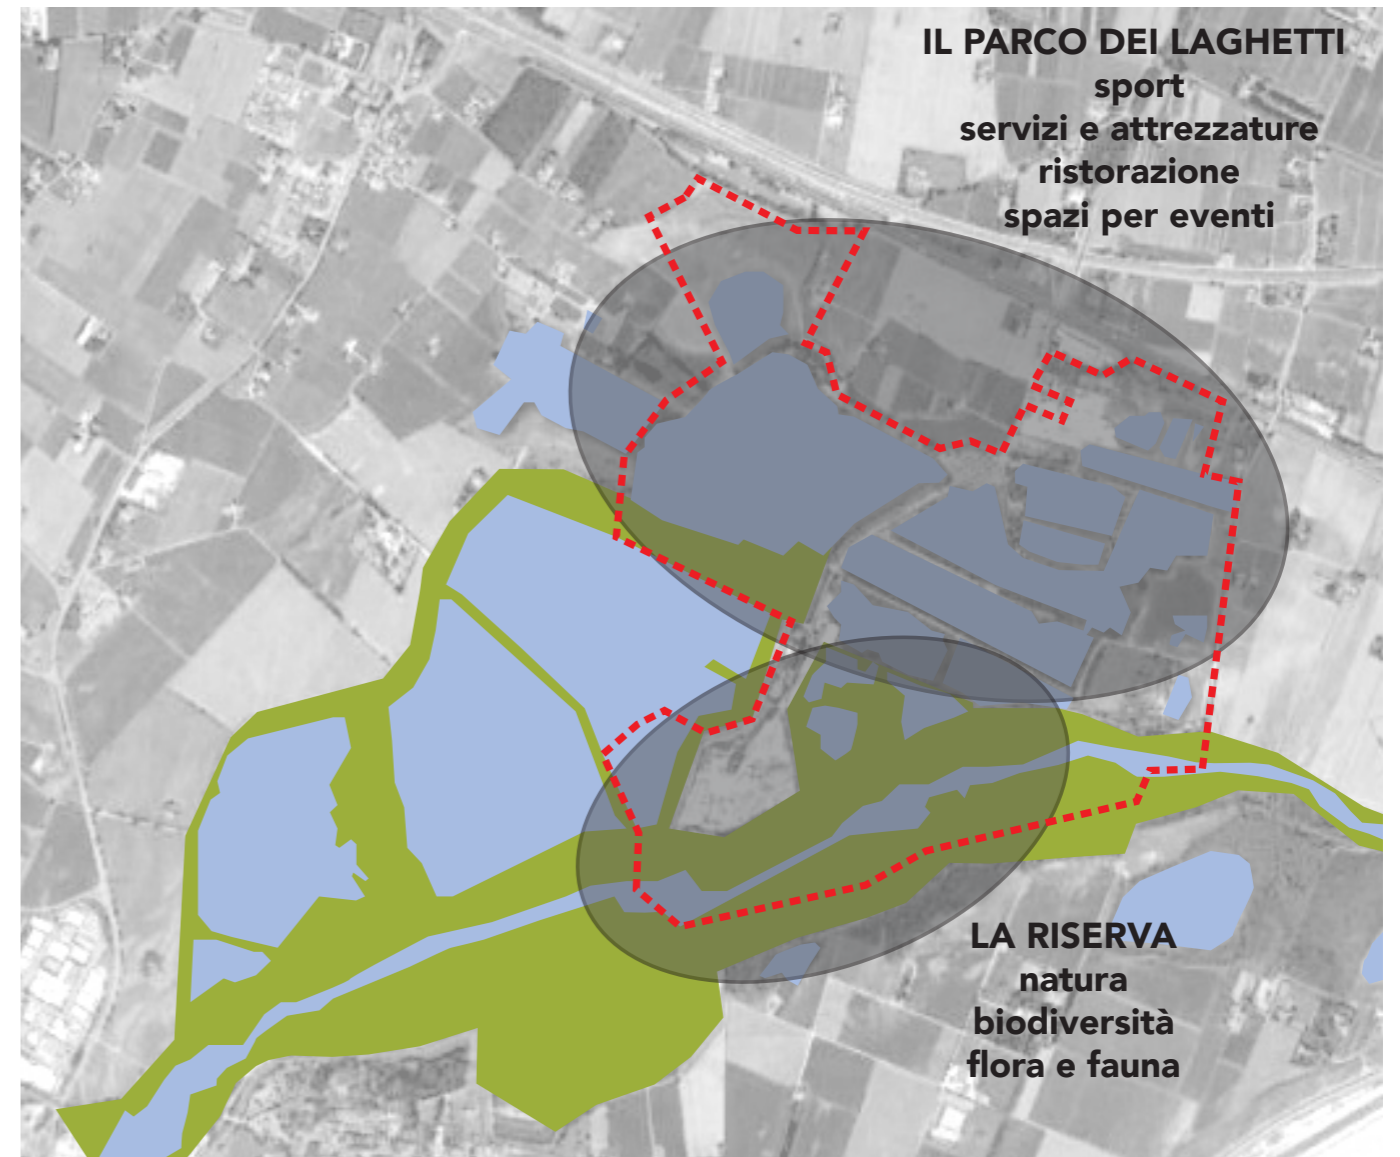 IL PARCO DEI LAGHETTI
sport
servizi e attrezzature
ristorazione
spazi per eventi
LA RISERVA
natura
biodiversità
flora e fauna